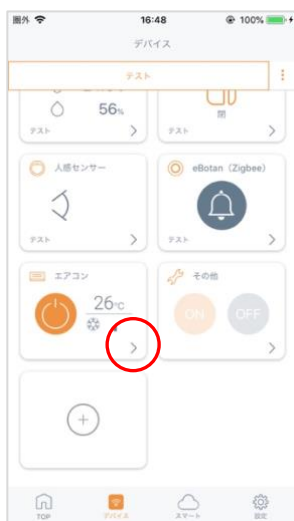 圏外 16:48 100%
デバイス
テスト
56%
閉
テスト
テスト
人感センサー
eBotan (Zigbee)
テスト
テスト
エアコン
その他
26℃
ON OFF
TOP デバイス スマート 設定